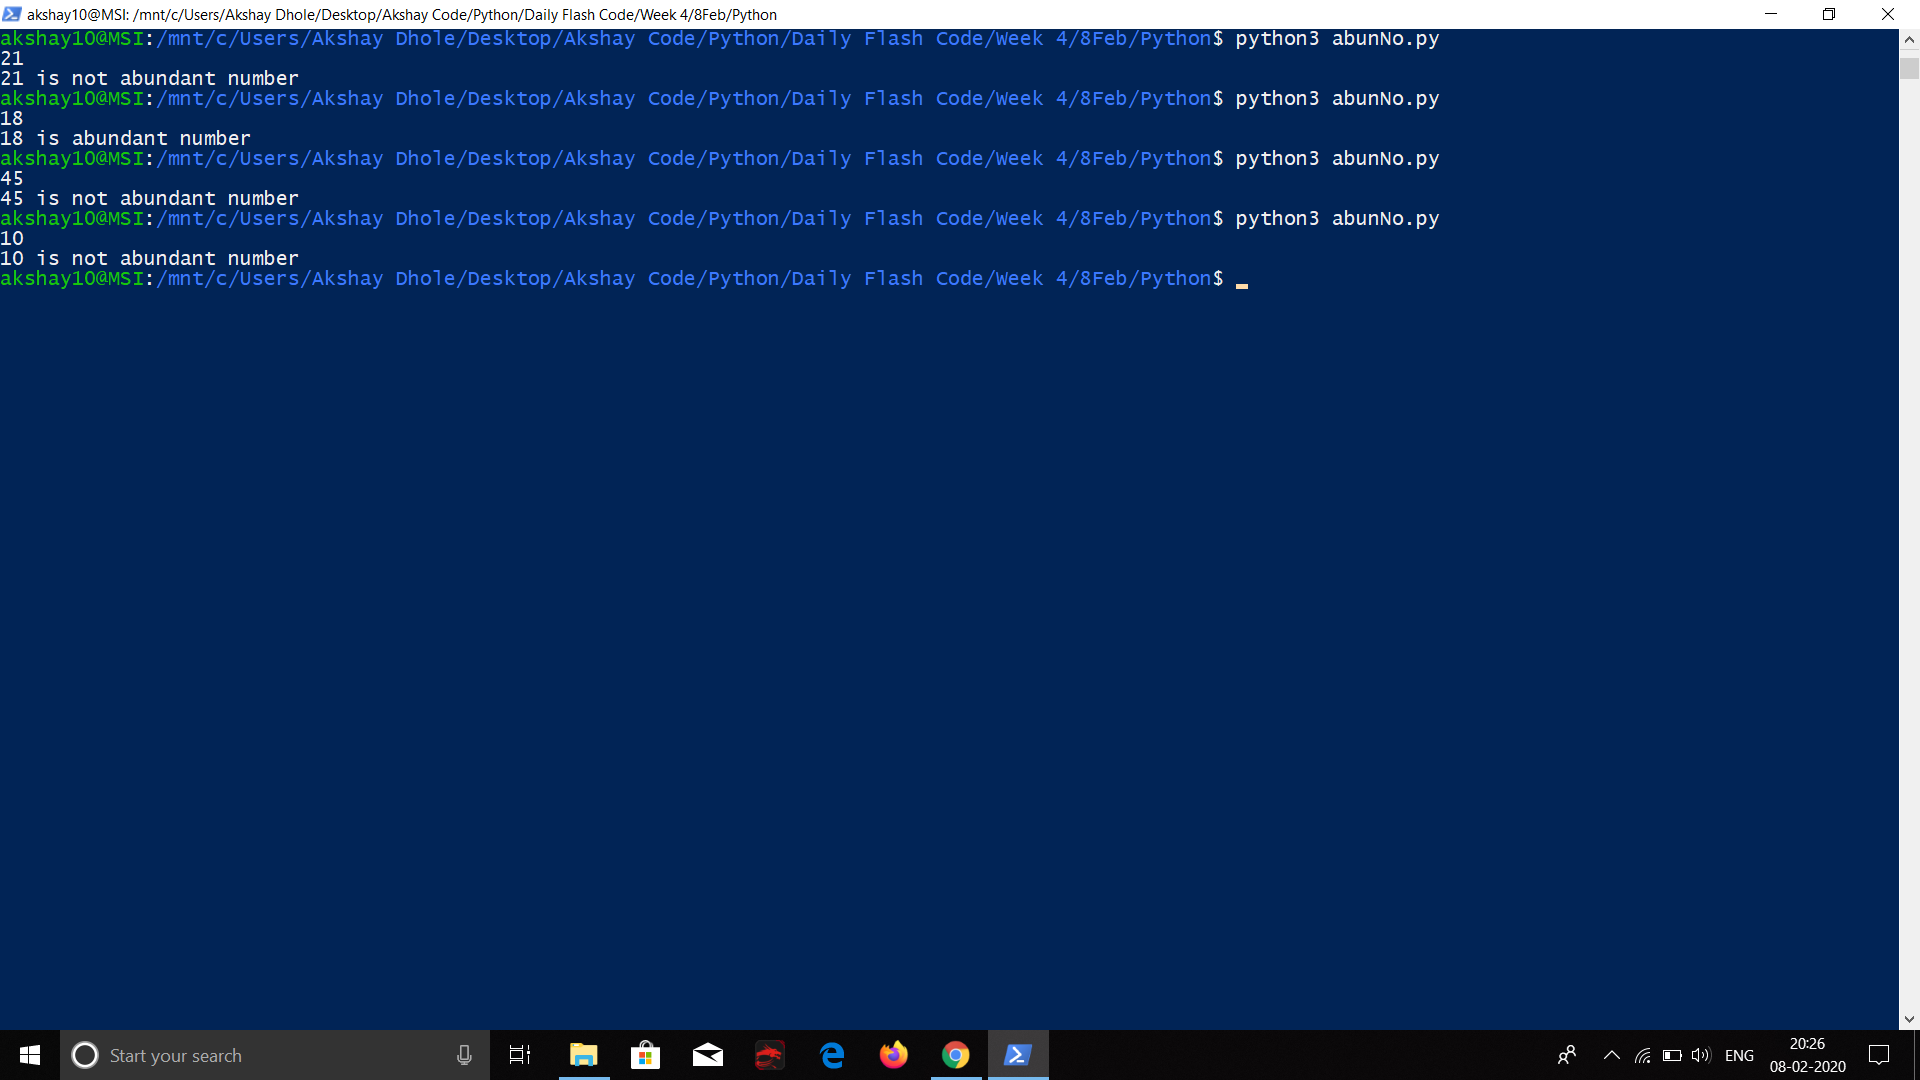 akshay10@MSI: /mnt/c/Users/Akshay Dhole/Desktop/Akshay Code/Python/Daily Flash Code/Week 4/8Feb/Python
akshay10@MSI:/mnt/c/Users/Akshay Dhole/Desktop/Akshay Code/Python/Daily Flash Code/Week 4/8Feb/Python$ python3 abunNo.py
21
21 is not abundant number
akshay10@MSI:/mnt/c/Users/Akshay Dhole/Desktop/Akshay Code/Python/Daily Flash Code/Week 4/8Feb/Python$ python3 abunNo.py
18
18 is abundant number
akshay10@MSI:/mnt/c/Users/Akshay Dhole/Desktop/Akshay Code/Python/Daily Flash Code/Week 4/8Feb/Python$ python3 abunNo.py
45
45 is not abundant number
akshay10@MSI:/mnt/c/Users/Akshay Dhole/Desktop/Akshay Code/Python/Daily Flash Code/Week 4/8Feb/Python$ python3 abunNo.py
10
10 is not abundant number
akshay10@MSI:/mnt/c/Users/Akshay Dhole/Desktop/Akshay Code/Python/Daily Flash Code/Week 4/8Feb/Python$
Start your search
ENG
20:26
08-02-2020